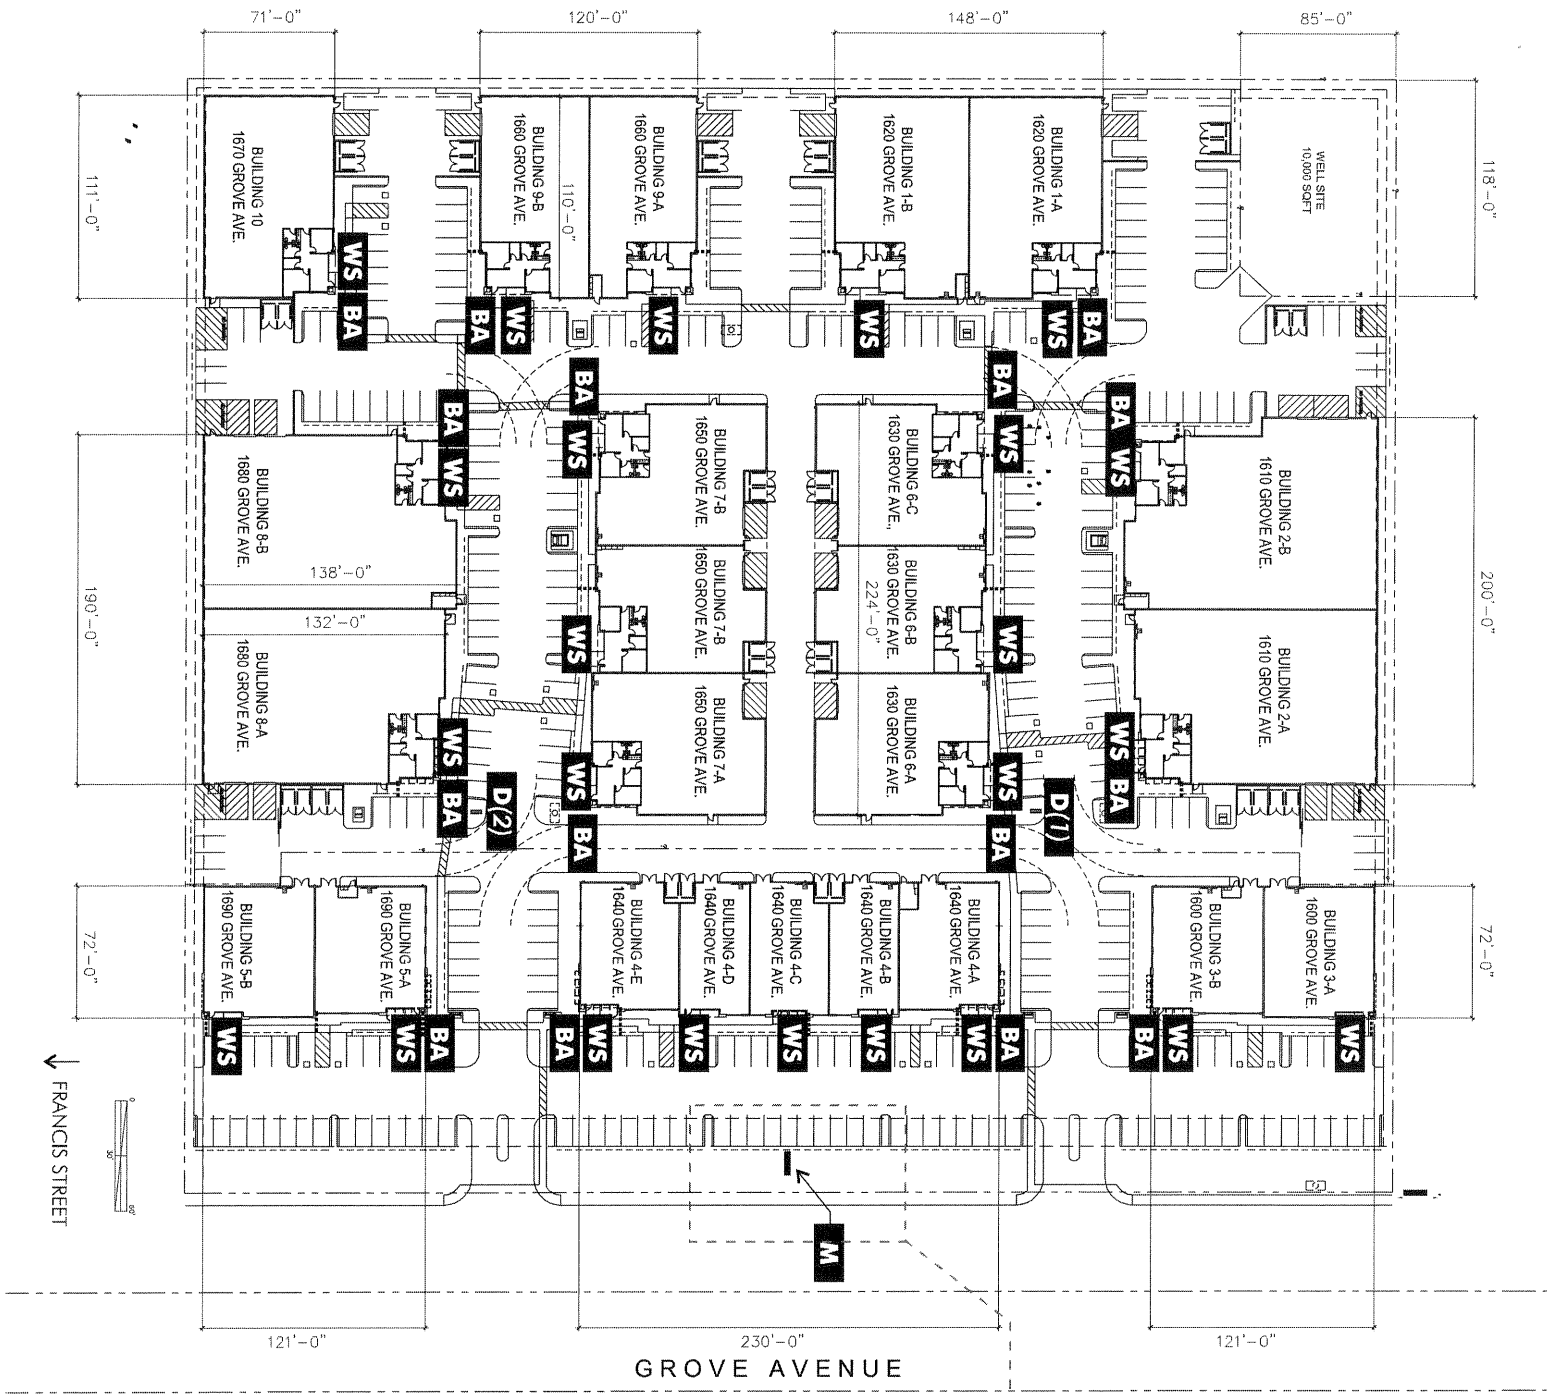 71'-0"
120'-0"
148'-0"
85'-0"
111'-0"
BUILDING 10
1670 GROVE AVE.
BUILDING 9-B
1660 GROVE AVE.
110'-0"
BUILDING 9-A
1660 GROVE AVE.
BUILDING 1-B
1620 GROVE AVE.
BUILDING 1-A
1620 GROVE AVE.
WELL SITE
10,000 SQFT
118'-0"
WS
BA
BA
WS
WS
WS
WS
BA
BA
BA
BA
BA
WS
WS
WS
WS
BUILDING 8-B
1680 GROVE AVE.
BUILDING 7-B
1650 GROVE AVE.
BUILDING 6-C
1630 GROVE AVE.,
BUILDING 2-B
1610 GROVE AVE.
138'-0"
190'-0"
132'-0"
BUILDING 7-B
1650 GROVE AVE.
224'-0"
BUILDING 6-B
1630 GROVE AVE.
200'-0"
WS
WS
BUILDING 8-A
1680 GROVE AVE.
BUILDING 7-A
1650 GROVE AVE.
BUILDING 6-A
1630 GROVE AVE.
BUILDING 2-A
1610 GROVE AVE.
WS
WS
WS
WS
BA
D(2)
D(1)
BA
BA
BA
72'-0"
BUILDING 5-B
1690 GROVE AVE.
BUILDING 5-A
1690 GROVE AVE.
BUILDING 4-E
1640 GROVE AVE.
BUILDING 4-D
1640 GROVE AVE.
BUILDING 4-C
1640 GROVE AVE.
BUILDING 4-B
1640 GROVE AVE.
BUILDING 4-A
1640 GROVE AVE.
BUILDING 3-B
1600 GROVE AVE.
BUILDING 3-A
1600 GROVE AVE.
72'-0"
WS
WS
BA
BA
WS
WS
WS
WS
WS
BA
BA
WS
WS
FRANCIS STREET
0
30'
60'
M
121'-0"
230'-0"
121'-0"
GROVE AVENUE